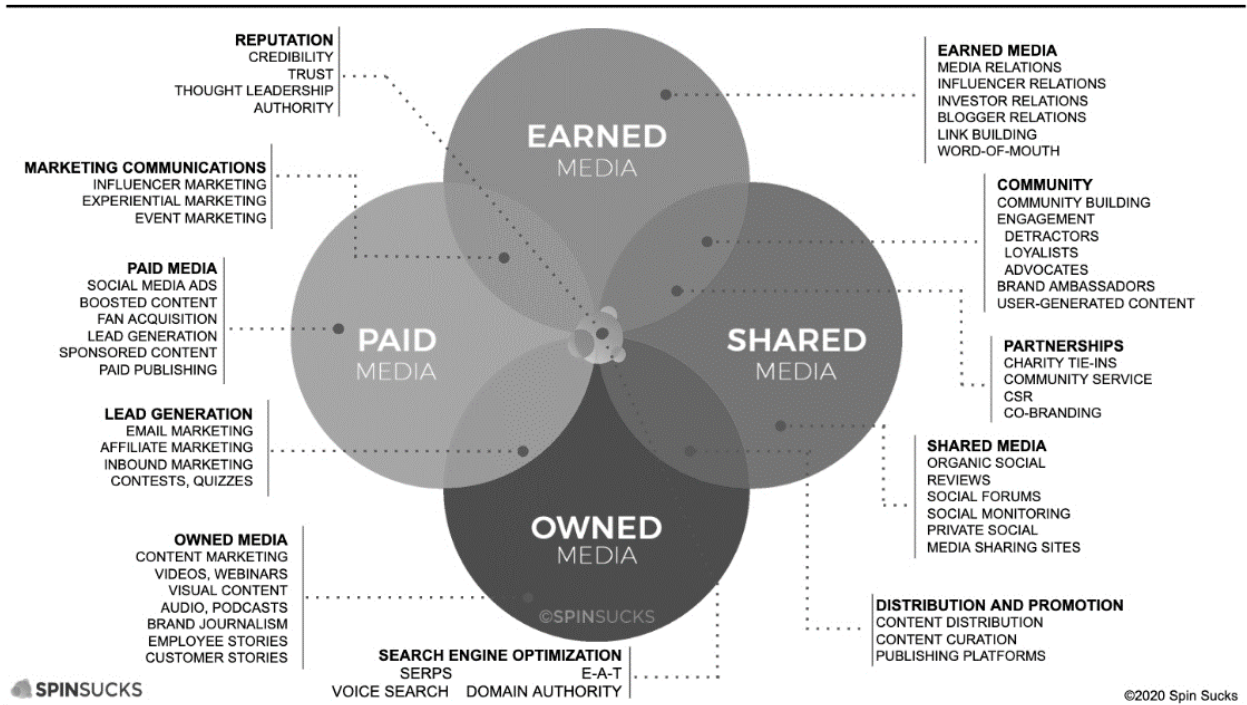 REPUTATION
CREDIBILITY
TRUST
THOUGHT LEADERSHIP
AUTHORITY
MARKETING COMMUNICATIONS
INFLUENCER MARKETING
EXPERIENTIAL MARKETING
EVENT MARKETING
PAID MEDIA
SOCIAL MEDIA ADS
BOOSTED CONTENT
FAN ACQUISITION
LEAD GENERATION
SPONSORED CONTENT
PAID PUBLISHING
LEAD GENERATION
EMAIL MARKETING
AFFILIATE MARKETING
INBOUND MARKETING
CONTESTS, QUIZZES
OWNED MEDIA
CONTENT MARKETING
VIDEOS, WEBINARS
VISUAL CONTENT
AUDIO, PODCASTS
BRAND JOURNALISM
EMPLOYEE STORIES
CUSTOMER STORIES
EARNED
MEDIA
PAID
MEDIA
SHARED
MEDIA
OWNED
MEDIA
©SPINSUCKS
SEARCH ENGINE OPTIMIZATION
SERPS E-A-T
VOICE SEARCH DOMAIN AUTHORITY
EARNED MEDIA
MEDIA RELATIONS
INFLUENCER RELATIONS
INVESTOR RELATIONS
BLOGGER RELATIONS
LINK BUILDING
WORD-OF-MOUTH
COMMUNITY
COMMUNITY BUILDING
ENGAGEMENT
DETRACTORS
LOYALISTS
ADVOCATES
BRAND AMBASSADORS
USER-GENERATED CONTENT
PARTNERSHIPS
CHARITY TIE-INS
COMMUNITY SERVICE
CSR
CO-BRANDING
SHARED MEDIA
ORGANIC SOCIAL
REVIEWS
SOCIAL FORUMS
SOCIAL MONITORING
PRIVATE SOCIAL
MEDIA SHARING SITES
DISTRIBUTION AND PROMOTION
CONTENT DISTRIBUTION
CONTENT CURATION
PUBLISHING PLATFORMS
SPINSUCKS
©2020 Spin Sucks